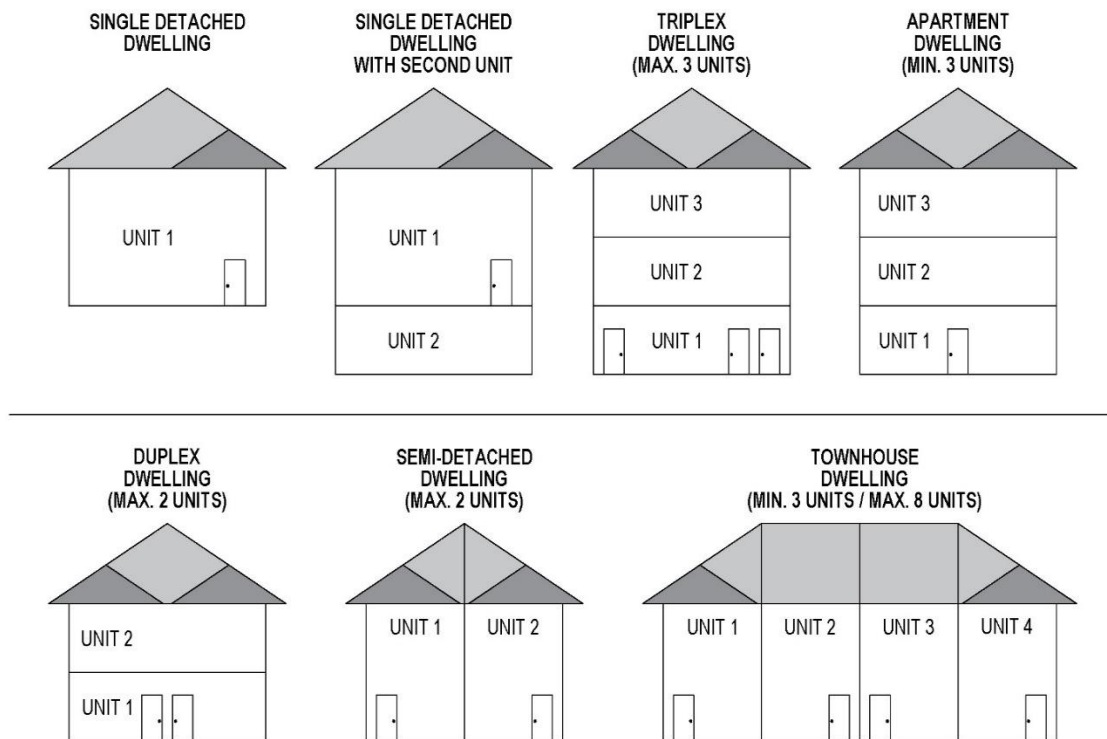 SINGLE DETACHED
DWELLING
UNIT 1
SINGLE DETACHED
DWELLING
WITH SECOND UNIT
UNIT 1
UNIT 2
TRIPLEX
DWELLING
(MAX. 3 UNITS)
UNIT 3
UNIT 2
UNIT 1
APARTMENT
DWELLING
(MIN. 3 UNITS)
UNIT 3
UNIT 2
UNIT 1
DUPLEX
DWELLING
(MAX. 2 UNITS)
UNIT 2
UNIT 1
SEMI-DETACHED
DWELLING
(MAX. 2 UNITS)
UNIT 1 UNIT 2
TOWNHOUSE
DWELLING
(MIN. 3 UNITS / MAX. 8 UNITS)
UNIT 1 UNIT 2 UNIT 3 UNIT 4